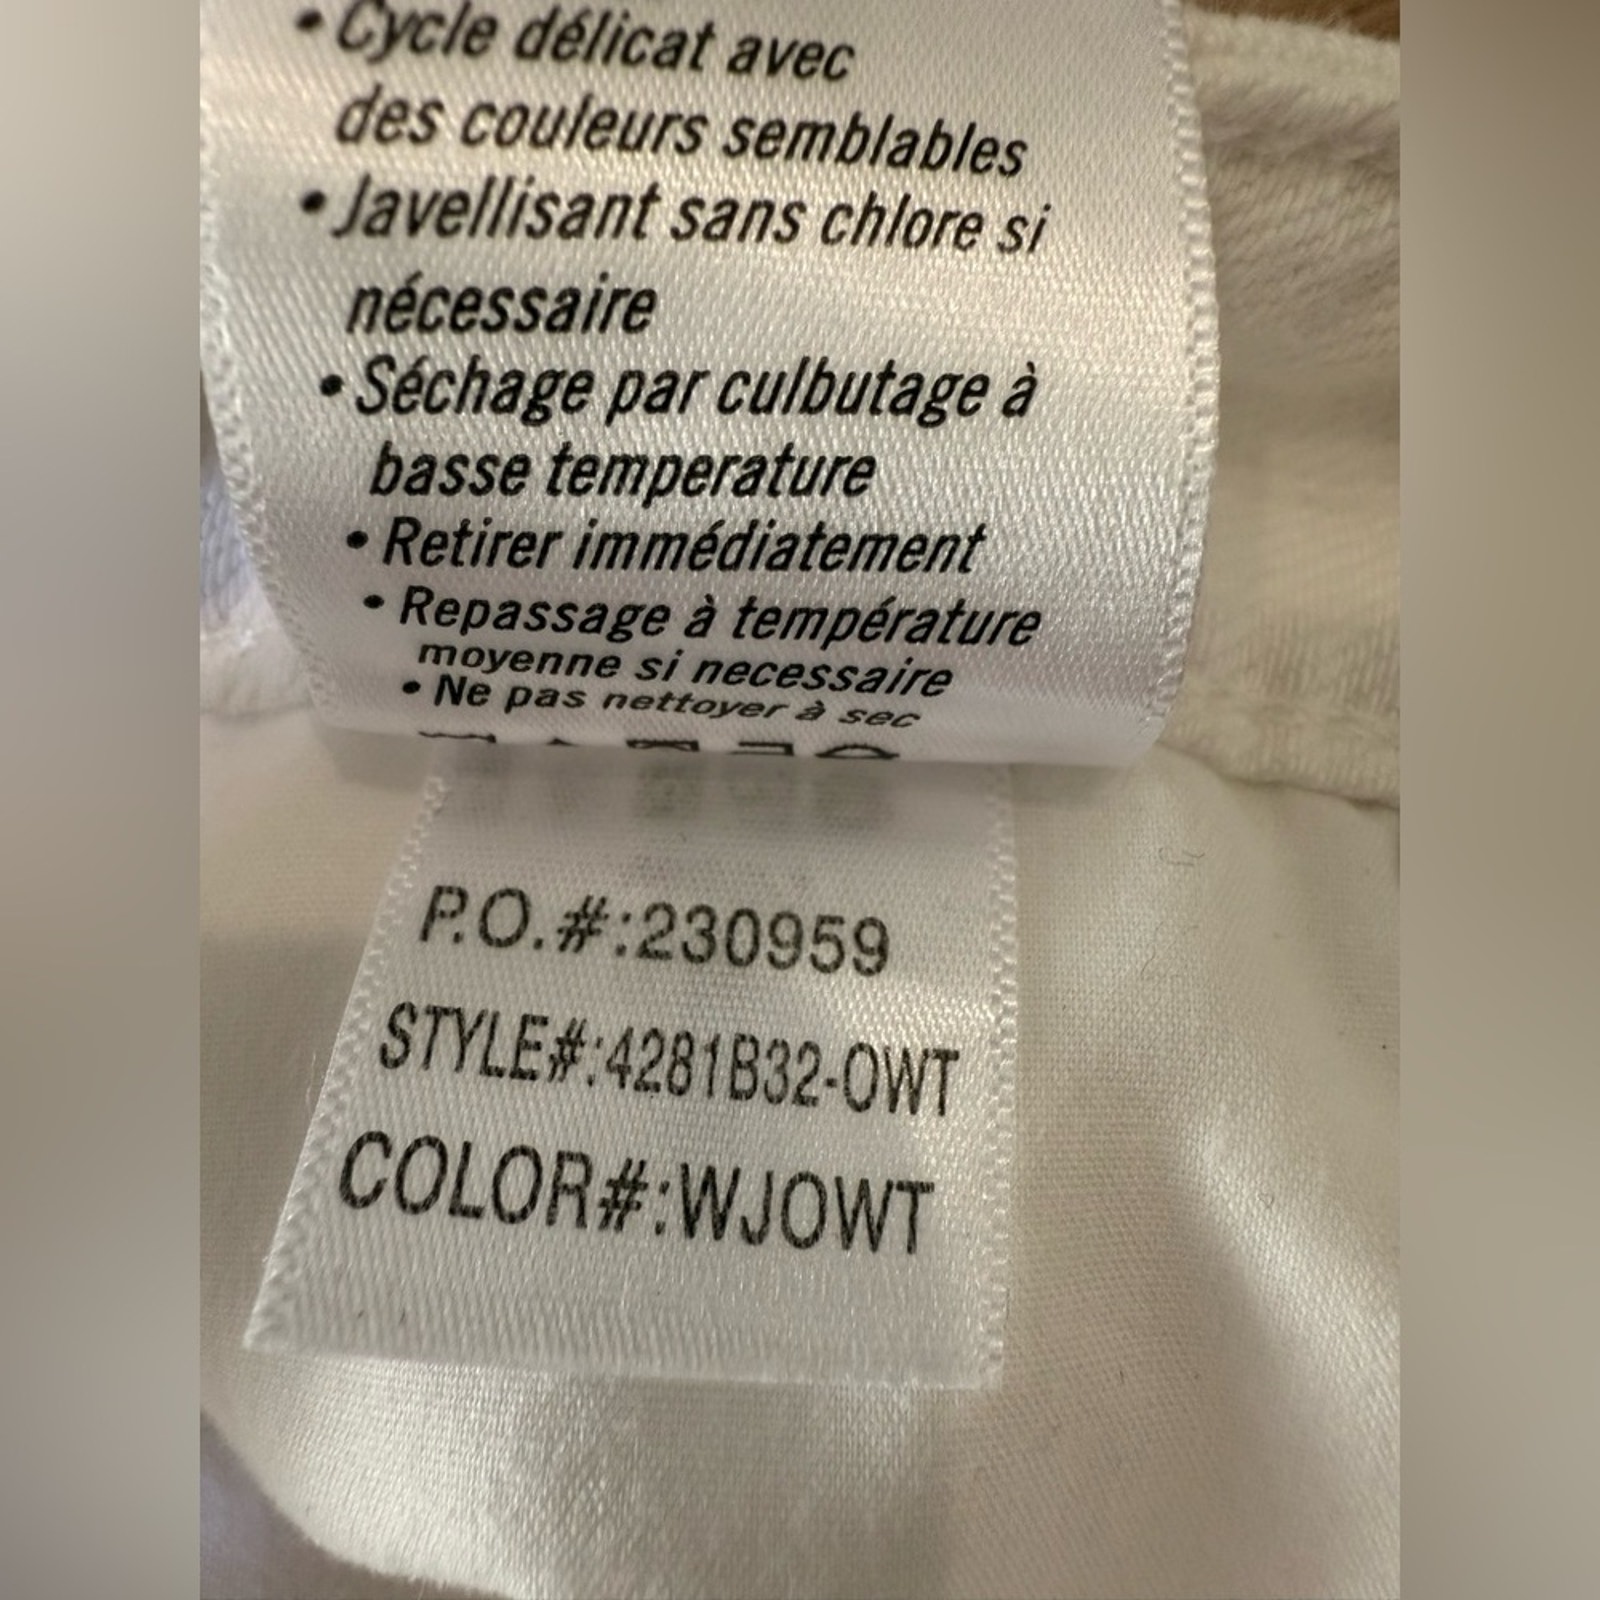 • Cycle délicat avec
des couleurs semblables
• Javellisant sans chlore si
nécessaire
• Séchage par culbutage à
basse temperature
• Retirer immédiatement
• Repassage à température
moyenne si necessaire
• Ne pas nettoyer à sec
P.O.#:230959
STYLE#:4281B32-OWT
COLOR#:WJOWT